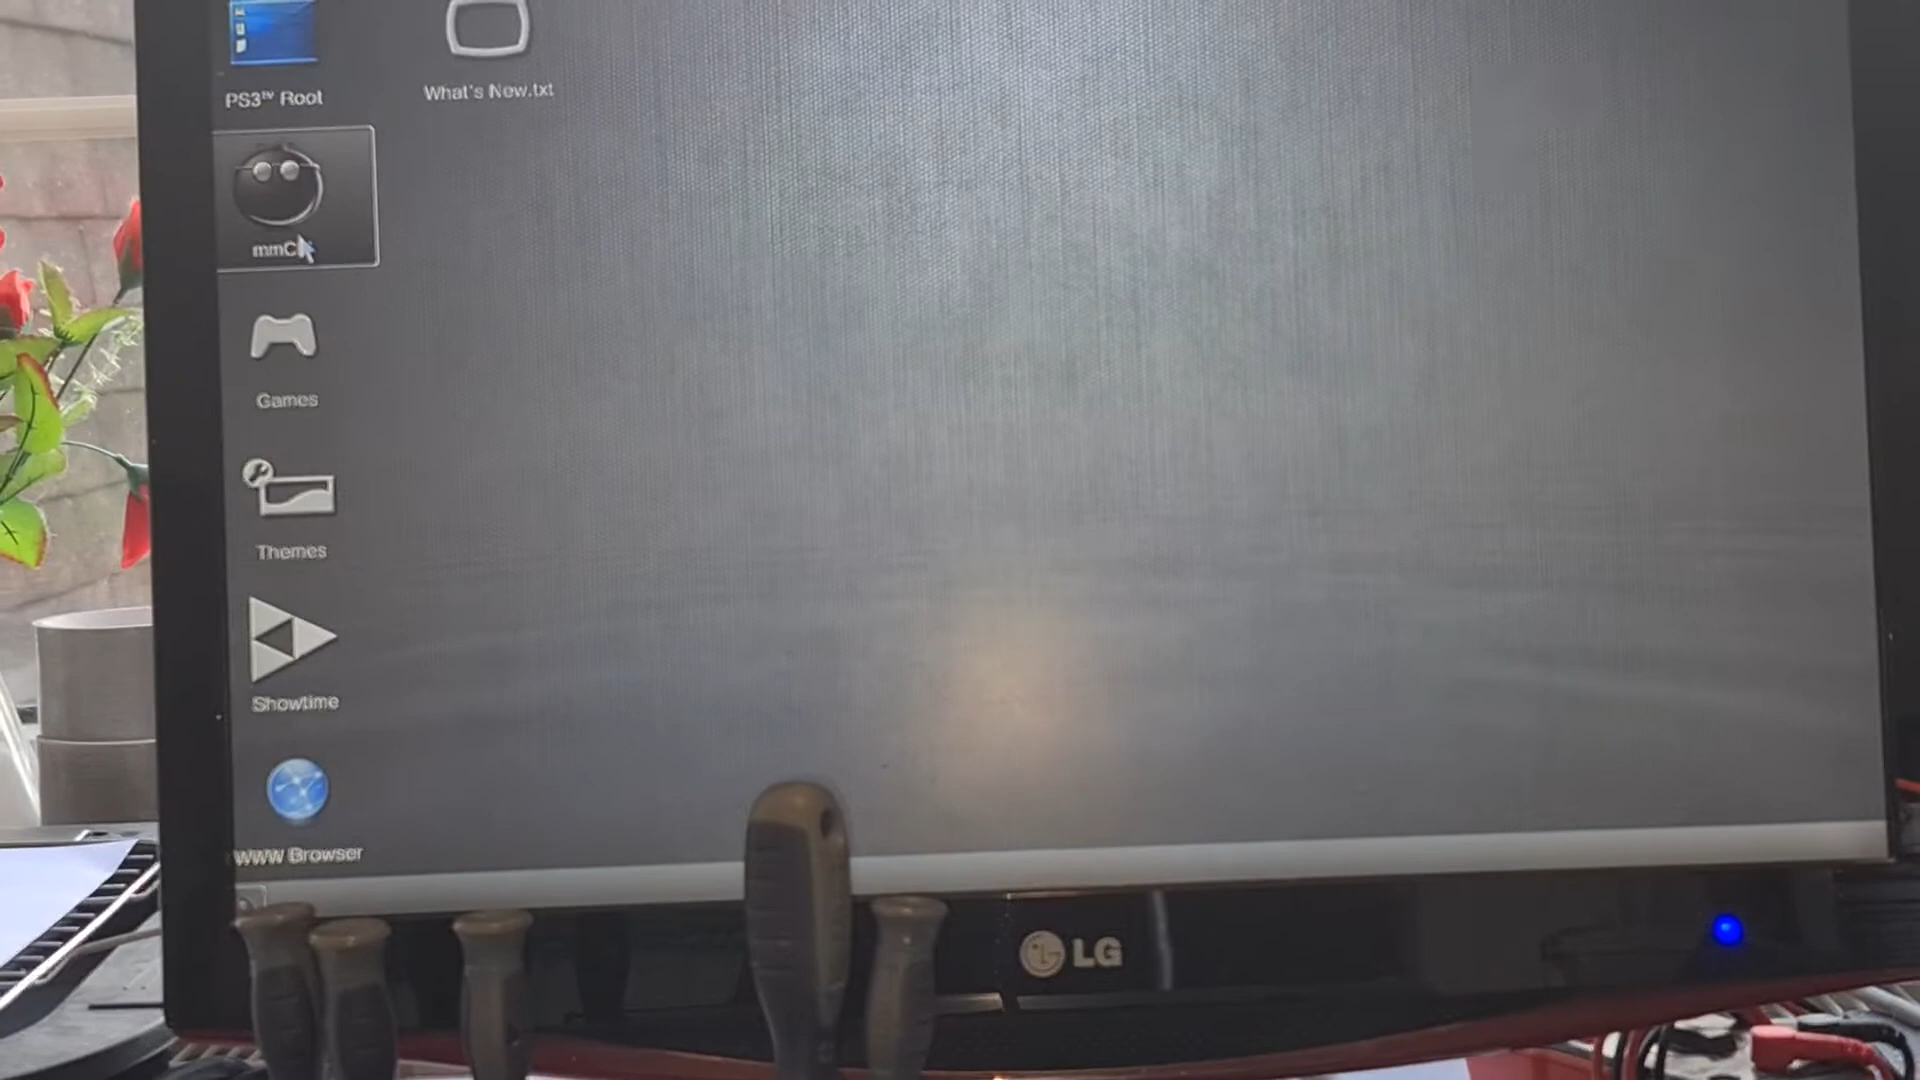 PS3™ Root
What's New.txt
Games
Themes
Showtime
WWW Browser
LG